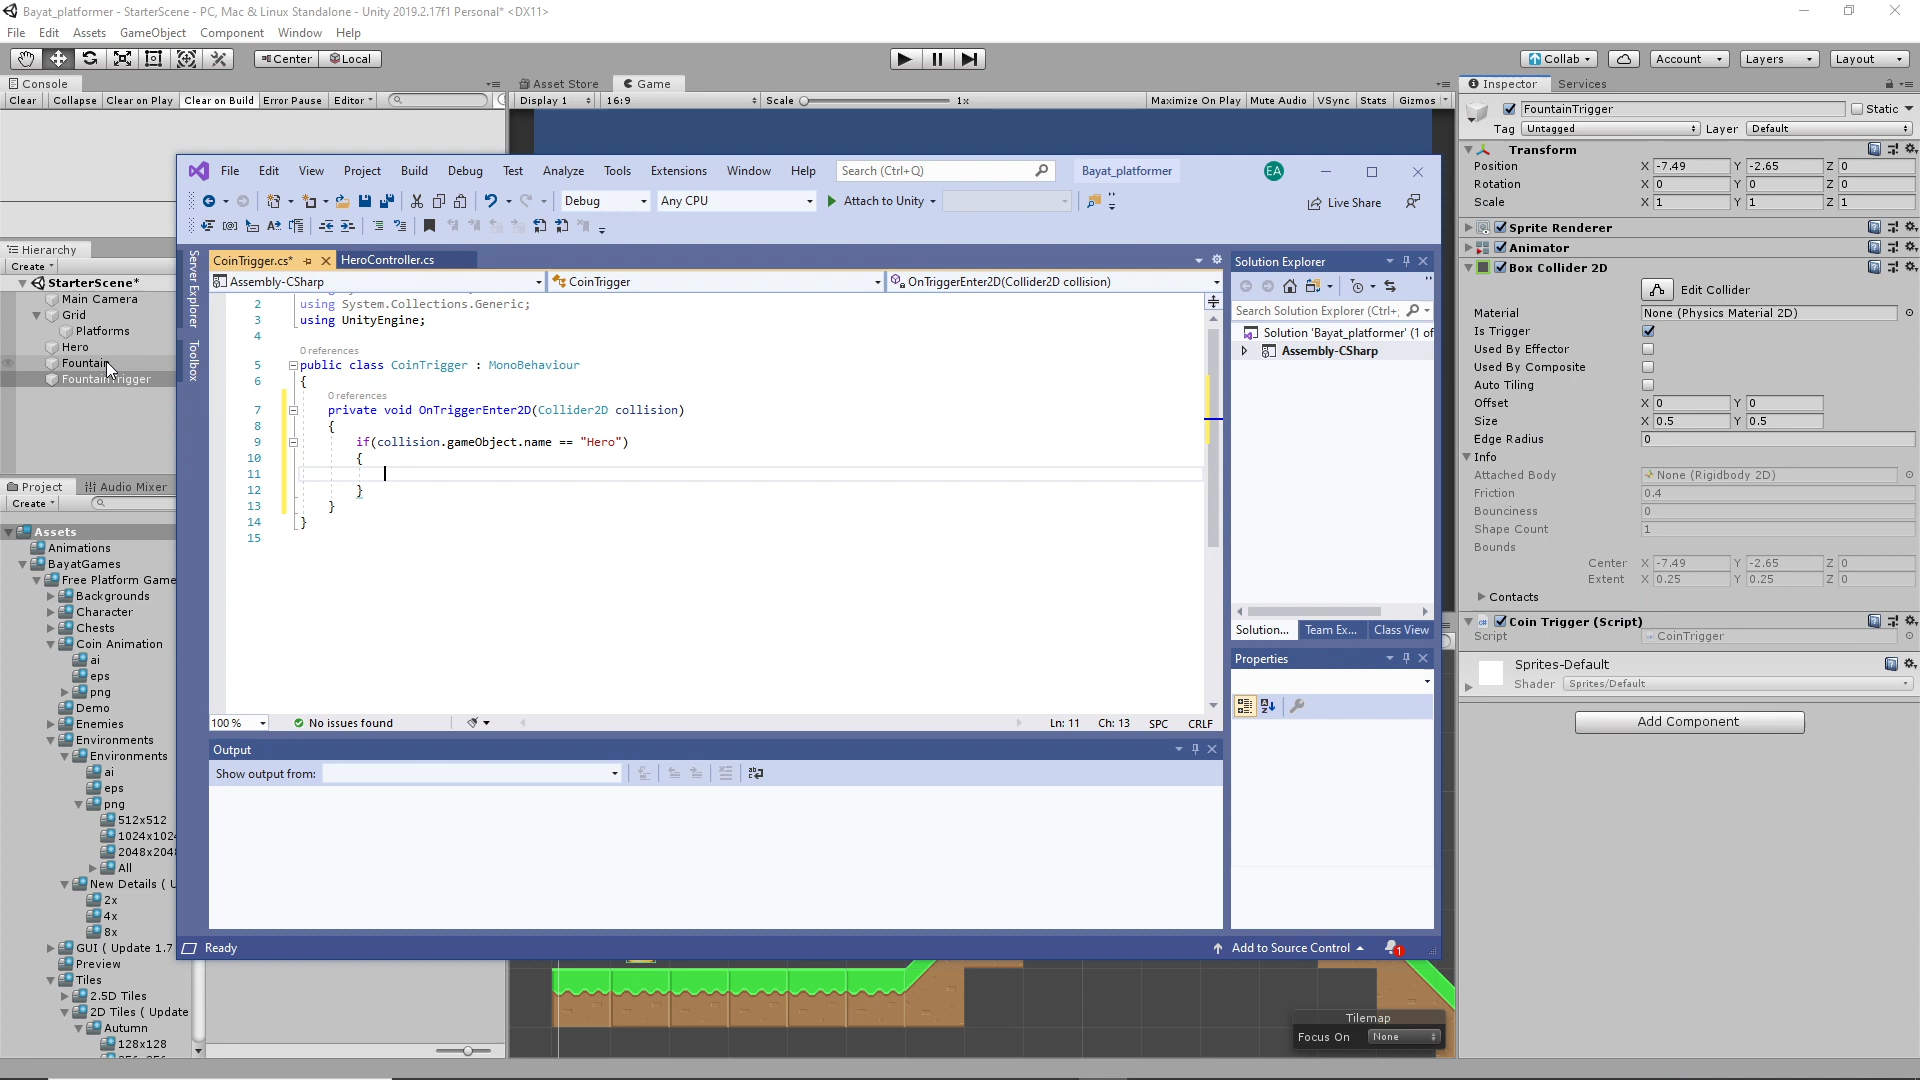 Bayat_platformer - StarterScene - PC, Mac & Linux Standalone - Unity 2019.2.17f1 Personal* <DX11>
File Edit Assets GameObject Component Window Help
Center Local Collab Account Layers Layout
Console Asset Store Game Inspector Services
Clear Collapse Clear on Play Clear on Build Error Pause Editor Display 1 16:9 Scale 1x Maximize On Play Mute Audio VSync Stats Gizmos
FountainTrigger Static
Tag Untagged Layer Default
Transform
Position X -7.49 Y -2.65 Z 0
Rotation X 0 Y 0 Z 0
Scale X 1 Y 1 Z 1
Sprite Renderer
Animator
Box Collider 2D
Edit Collider
Material None (Physics Material 2D)
Is Trigger
Used By Effector
Used By Composite
Auto Tiling
Offset X 0 Y 0
Size X 0.5 Y 0.5
Edge Radius 0
Info
Attached Body None (Rigidbody 2D)
Friction 0.4
Bounciness 0
Shape Count 1
Bounds
Center X -7.49 Y -2.65 Z 0
Extent X 0.25 Y 0.25 Z 0
Contacts
Coin Trigger (Script)
Script CoinTrigger
Sprites-Default
Shader Sprites/Default
Add Component
Hierarchy
Create
StarterScene*
Main Camera
Grid
Platforms
Hero
Fountain
FountainTrigger
Project Audio Mixer
Create
Assets
Animations
BayatGames
Free Platform Game
Backgrounds
Character
Chests
Coin Animation
ai
eps
png
Demo
Enemies
Environments
Environments
ai
eps
png
512x512
1024x1024
2048x2048
All
New Details ( U
2x
4x
8x
GUI ( Update 1.7
Preview
Tiles
2.5D Tiles
2D Tiles ( Update
Autumn
128x128
File Edit View Project Build Debug Test Analyze Tools Extensions Window Help Search (Ctrl+Q) Bayat_platformer EA
Debug Any CPU Attach to Unity Live Share
Server Explorer
Toolbox
CoinTrigger.cs* HeroController.cs
Assembly-CSharp CoinTrigger OnTriggerEnter2D(Collider2D collision)
2 using System.Collections.Generic;
3 using UnityEngine;
4
0 references
5 public class CoinTrigger : MonoBehaviour
6 {
0 references
7 private void OnTriggerEnter2D(Collider2D collision)
8 {
9 if(collision.gameObject.name == "Hero")
10 {
11
12 }
13 }
14 }
15
100 % No issues found Ln: 11 Ch: 13 SPC CRLF
Output
Show output from:
Ready Add to Source Control 1
Solution Explorer
Search Solution Explorer (Ctrl+;
Solution 'Bayat_platformer' (1 of
Assembly-CSharp
Solution... Team Ex... Class View
Properties
Tilemap
Focus On None